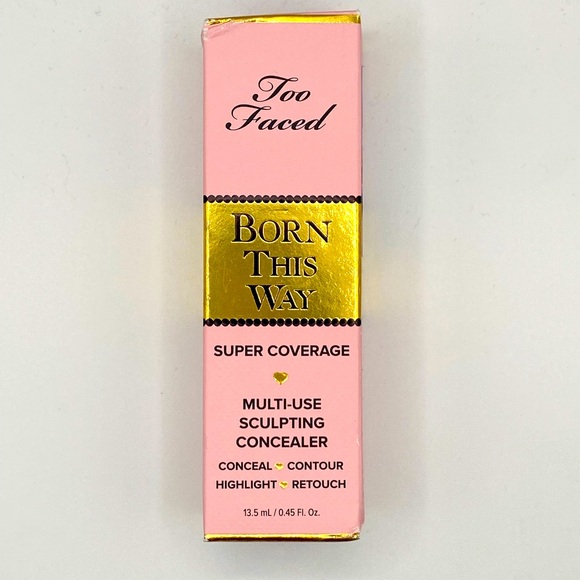 Too
Faced
BORN
THIS
WAY
SUPER COVERAGE
MULTI-USE
SCULPTING
CONCEALER
CONCEAL CONTOUR
HIGHLIGHT RETOUCH
13.5 mL / 0.45 Fl. Oz.